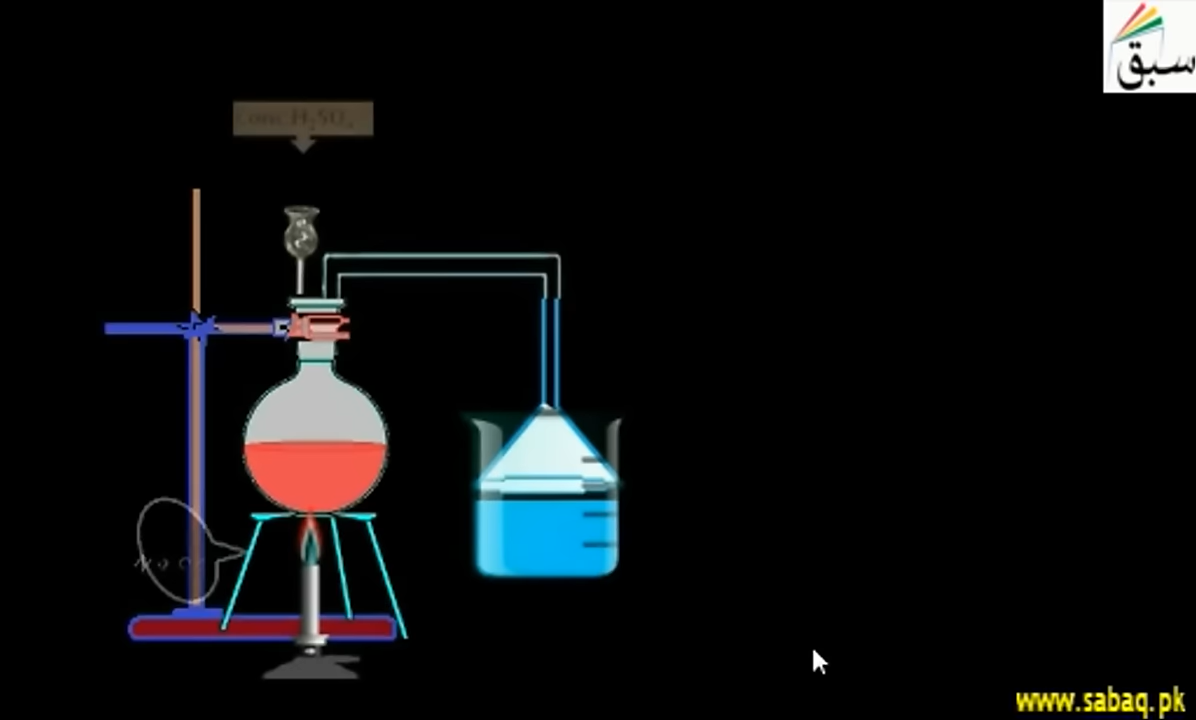 سبق
conc H₂SO₄
www.sabaq.pk